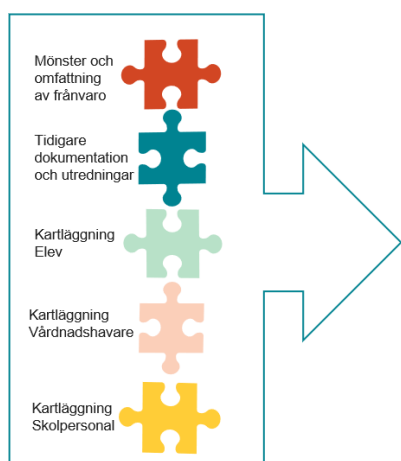 Mönster och
omfattning
av frånvaro
Tidigare
dokumentation
och utredningar
Kartläggning
Elev
Kartläggning
Vårdnadshavare
Kartläggning
Skolpersonal